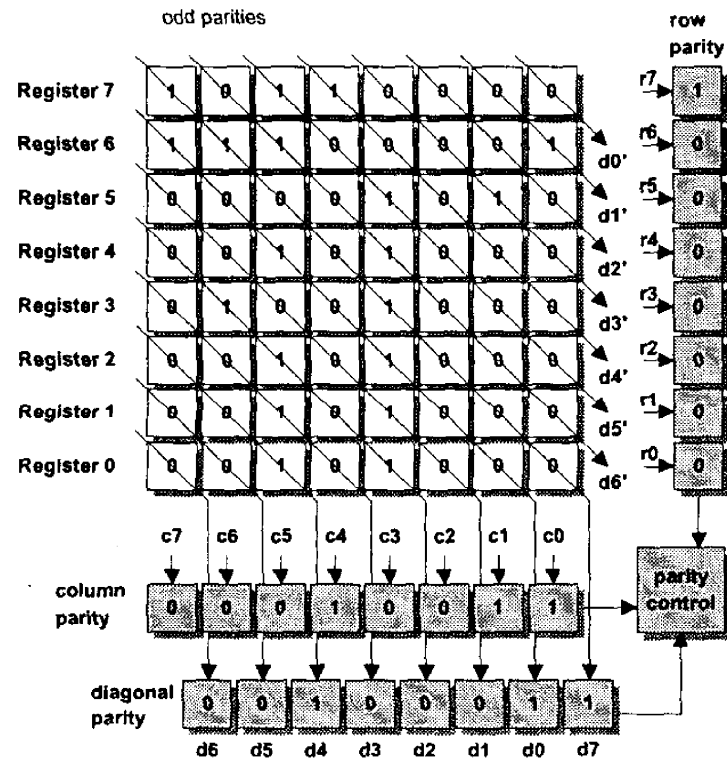 odd parities
row
parity
Register 7 1 0 1 1 0 0 0 0 r7 1
Register 6 1 1 1 0 0 0 0 1 r6 0
d0'
Register 5 0 0 0 0 1 0 1 0 r5 0
d1'
Register 4 0 0 1 0 1 0 0 0 r4 0
d2'
Register 3 0 1 0 0 1 0 0 0 r3 0
d3'
Register 2 0 0 1 0 1 0 0 0 r2 0
d4'
Register 1 0 0 1 0 1 0 0 0 r1 0
d5'
Register 0 0 0 1 0 1 0 0 0 r0 0
d6'
c7 c6 c5 c4 c3 c2 c1 c0
column
parity
0 0 0 1 0 0 1 1
parity
control
diagonal
parity
0 0 1 0 0 0 1 1
d6 d5 d4 d3 d2 d1 d0 d7